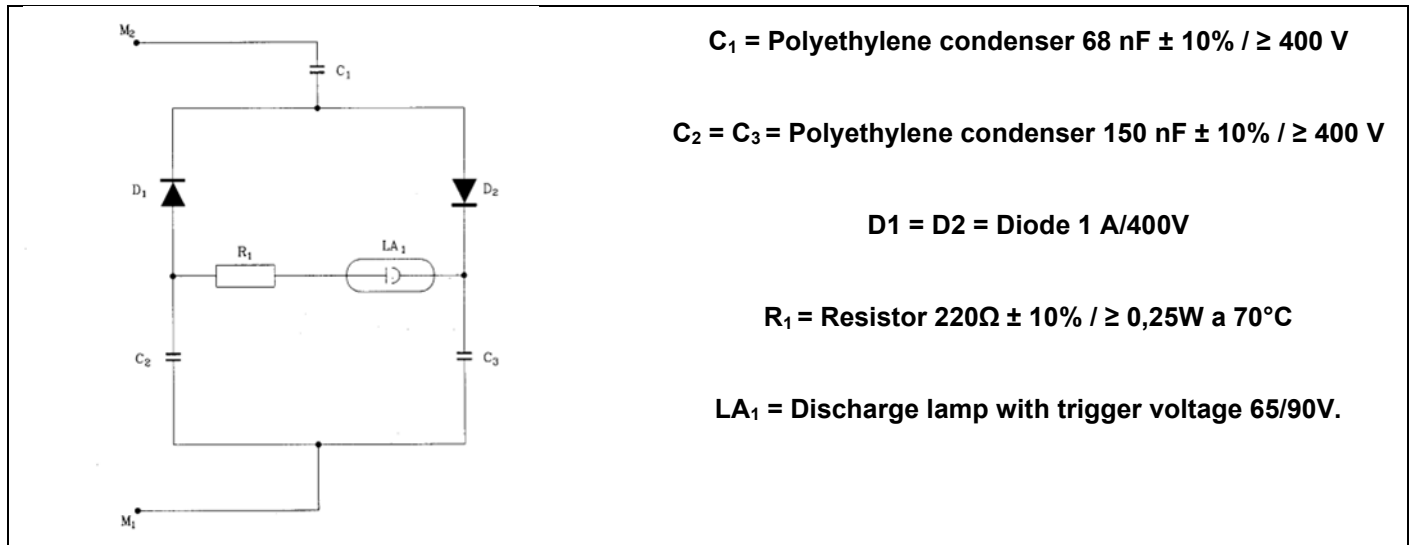 M₂
C₁
D₁
D₂
R₁
LA₁
C₂
C₃
M₁
C₁ = Polyethylene condenser 68 nF ± 10% / ≥ 400 V
C₂ = C₃ = Polyethylene condenser 150 nF ± 10% / ≥ 400 V
D1 = D2 = Diode 1 A/400V
R₁ = Resistor 220Ω ± 10% / ≥ 0,25W a 70°C
LA₁ = Discharge lamp with trigger voltage 65/90V.